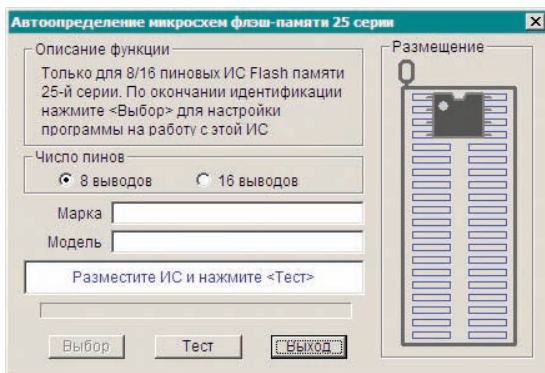 Автоопределение микросхем флэш-памяти 25 серии
Описание функции
Только для 8/16 пиновых ИС Flash памяти
25-й серии. По окончании идентификации
нажмите <Выбор> для настройки
программы на работу с этой ИС
Число пинов
8 выводов 16 выводов
Марка
Модель
Разместите ИС и нажмите <Тест>
Выбор Тест Выход
Размещение